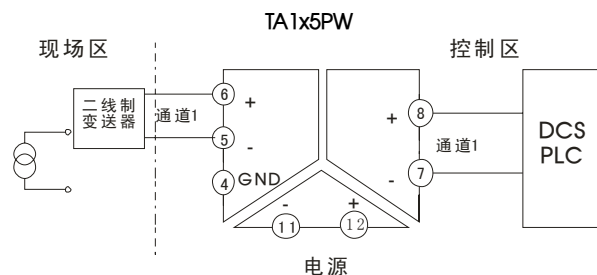 TA1x5PW
现场区
控制区
二线制
变送器
通道1
6
+
5
-
4
GND
8
+
通道1
7
-
DCS
PLC
-
+
11
12
电源